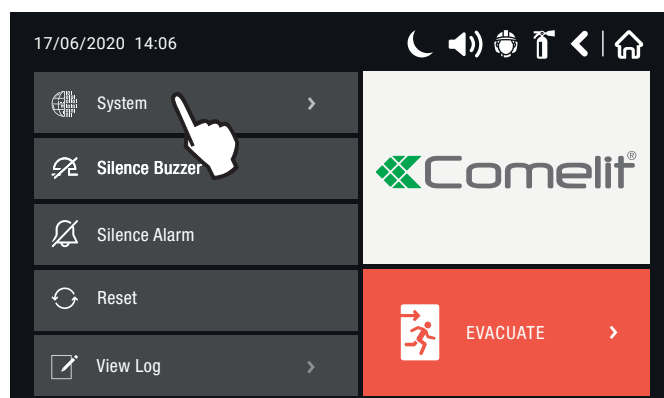 17/06/2020 14:06
System
Silence Buzzer
Comelit®
Silence Alarm
Reset
EVACUATE
View Log